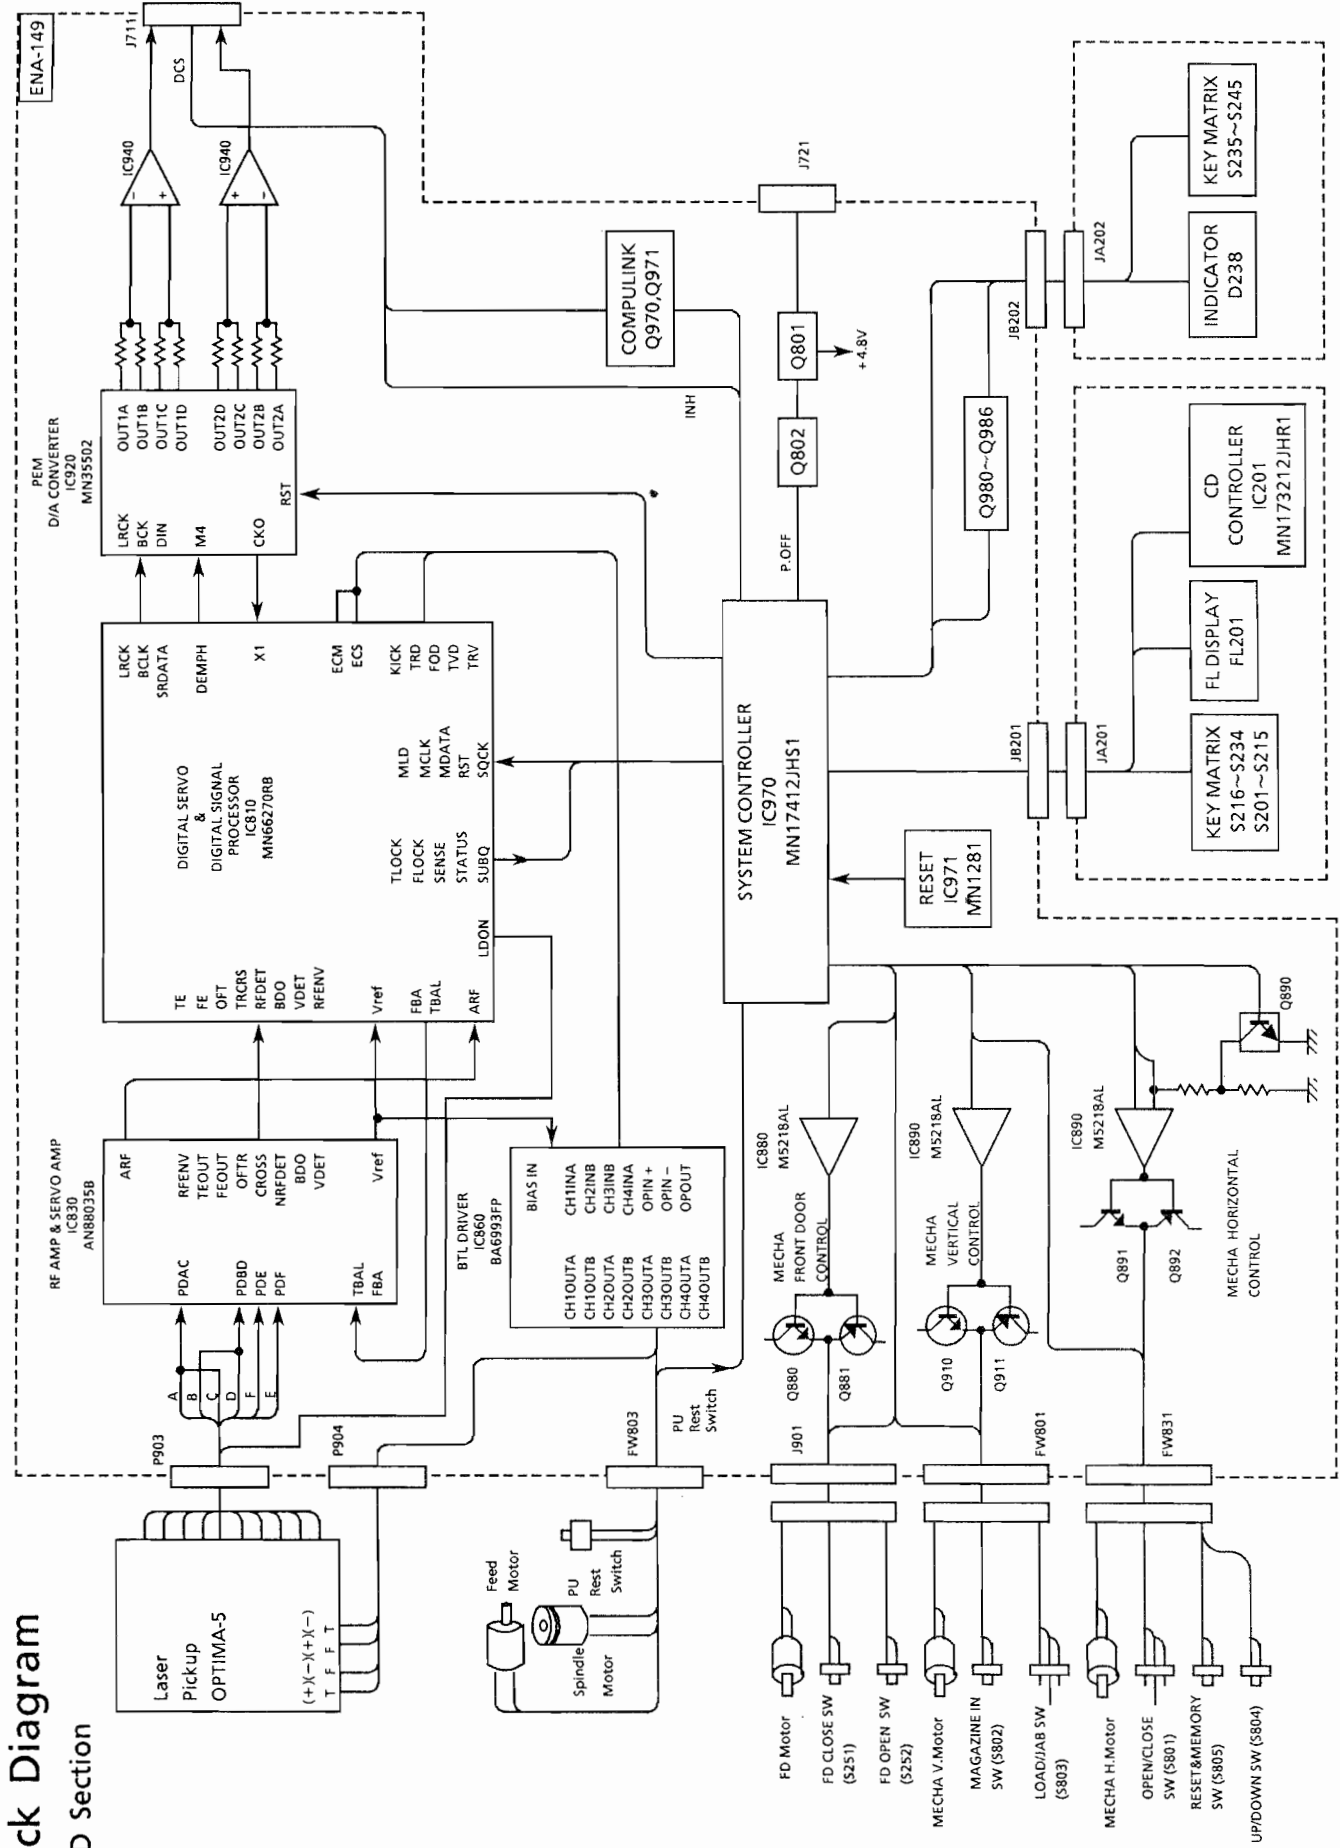 ck Diagram
D Section
ENA-149
Laser
Pickup
OPTIMA-5
(+)(-)(+)(-)
T F F T
P903
P904
A
B
C
D
F
E
RF AMP & SERVO AMP
IC830
AN88035B
PDAC
PDBD
PDE
PDF
TBAL
FBA
ARF
RFENV
TEOUT
FEOUT
OFTR
CROSS
NRFDET
BDO
VDET
Vref
DIGITAL SERVO
&
DIGITAL SIGNAL
PROCESSOR
IC810
MN66270RB
TE
FE
OFT
TRCRS
RFDET
BDO
VDET
RFENV
Vref
FBA
TBAL
ARF
LDON
TLOCK
FLOCK
SENSE
STATUS
SUBQ
MLD
MCLK
MDATA
RST
SQCK
LRCK
BCLK
SRDATA
DEMPH
X1
ECM
ECS
KICK
TRD
FOD
TVD
TRV
PEM
D/A CONVERTER
IC920
MN35502
LRCK
BCK
DIN
M4
CKO
RST
OUT1A
OUT1B
OUT1C
OUT1D
OUT2D
OUT2C
OUT2B
OUT2A
IC940
- +
IC940
+ -
J711
DCS
Feed
Motor
Spindle
Motor
PU
Rest
Switch
FW803
PU
Rest
Switch
BTL DRIVER
IC860
BA6993FP
CH1OUTA
CH1OUTB
CH2OUTA
CH2OUTB
CH3OUTA
CH3OUTB
CH4OUTA
CH4OUTB
BIAS IN
CH1INA
CH2INB
CH3INB
CH4INA
OPIN +
OPIN -
OPOUT
SYSTEM CONTROLLER
IC970
MN17412JHS1
COMPULINK
Q970,Q971
INH
P.OFF
Q802
Q801
+4.8V
J721
RESET
IC971
MN1281
Q980~Q986
JB202
JA202
INDICATOR
D238
KEY MATRIX
S235~S245
JB201
JA201
KEY MATRIX
S216~S234
S201~S215
FL DISPLAY
FL201
CD
CONTROLLER
IC201
MN173212JHR1
FD Motor
FD CLOSE SW
(S251)
FD OPEN SW
(S252)
J901
MECHA
FRONT DOOR
CONTROL
Q880
Q881
IC880
M5218AL
MECHA V.Motor
MAGAZINE IN
SW (S802)
LOAD/JAB SW
(S803)
FW801
MECHA
VERTICAL
CONTROL
Q910
Q911
IC890
M5218AL
MECHA H.Motor
OPEN/CLOSE
SW (S801)
RESET&MEMORY
SW (S805)
UP/DOWN SW (S804)
FW831
Q891
Q892
MECHA HORIZONTAL
CONTROL
IC890
M5218AL
Q890